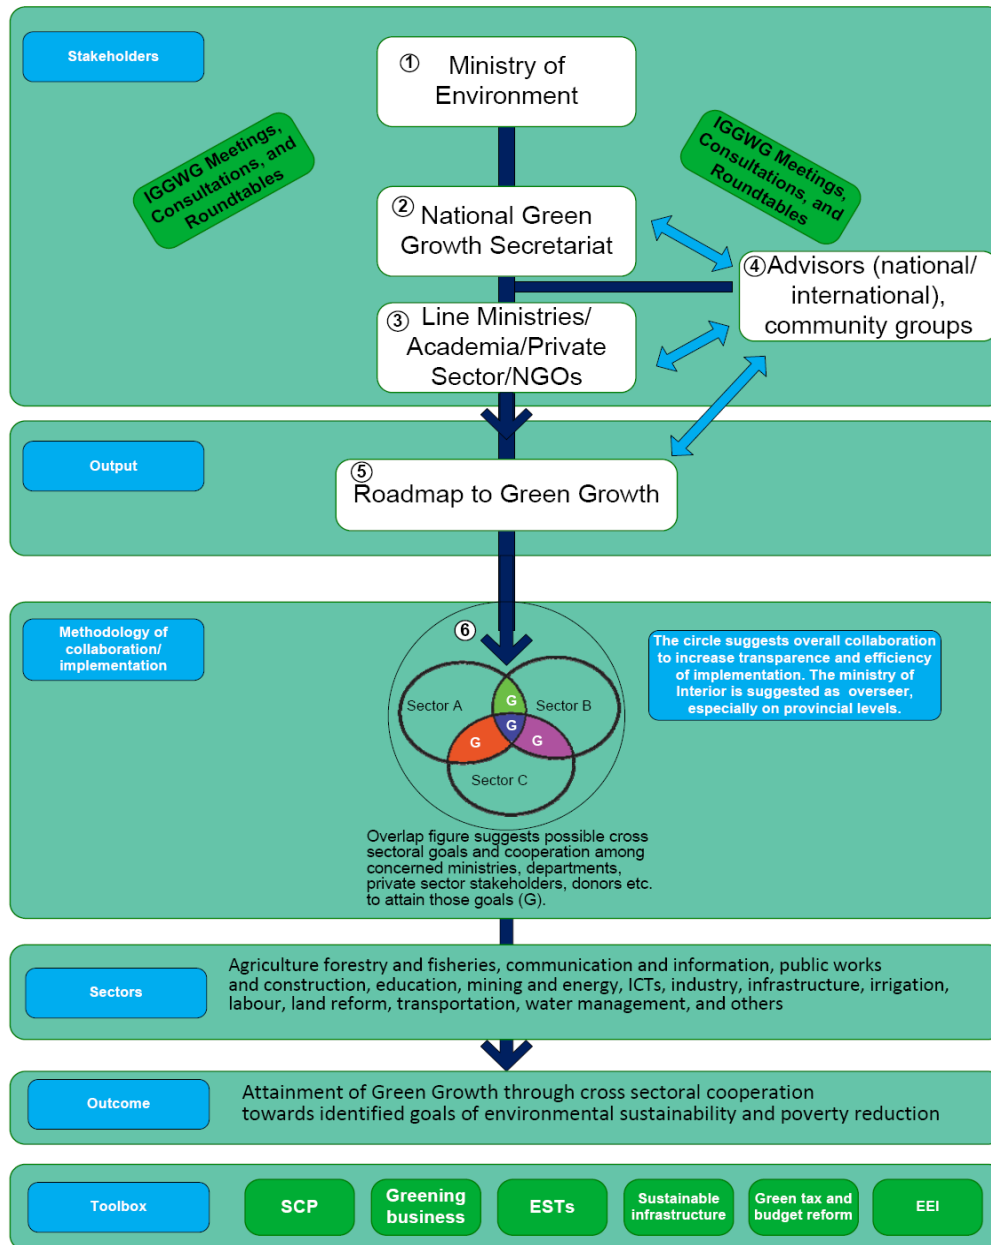 Stakeholders
① Ministry of
Environment
IGGWG Meetings,
Consultations, and
Roundtables
IGGWG Meetings,
Consultations, and
Roundtables
② National Green
Growth Secretariat
④ Advisors (national/
international),
community groups
③ Line Ministries/
Academia/Private
Sector/NGOs
Output
⑤
Roadmap to Green Growth
Methodology of
collaboration/
implementation
⑥
The circle suggests overall collaboration
to increase transparence and efficiency
of implementation. The ministry of
Interior is suggested as overseer,
especially on provincial levels.
Sector A
G
Sector B
G
G
G
Sector C
Overlap figure suggests possible cross
sectoral goals and cooperation among
concerned ministries, departments,
private sector stakeholders, donors etc.
to attain those goals (G).
Sectors
Agriculture forestry and fisheries, communication and information, public works
and construction, education, mining and energy, ICTs, industry, infrastructure, irrigation,
labour, land reform, transportation, water management, and others
Outcome
Attainment of Green Growth through cross sectoral cooperation
towards identified goals of environmental sustainability and poverty reduction
Toolbox
SCP
Greening
business
ESTs
Sustainable
infrastructure
Green tax and
budget reform
EEI